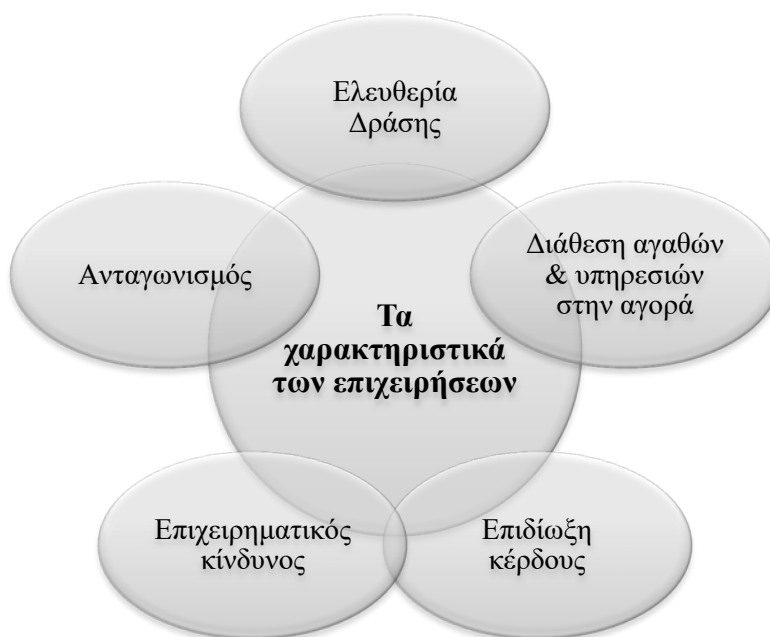 Ελευθερία
Δράσης
Διάθεση αγαθών
& υπηρεσιών
στην αγορά
Ανταγωνισμός
Τα
χαρακτηριστικά
των επιχειρήσεων
Επιχειρηματικός
κίνδυνος
Επιδίωξη
κέρδους